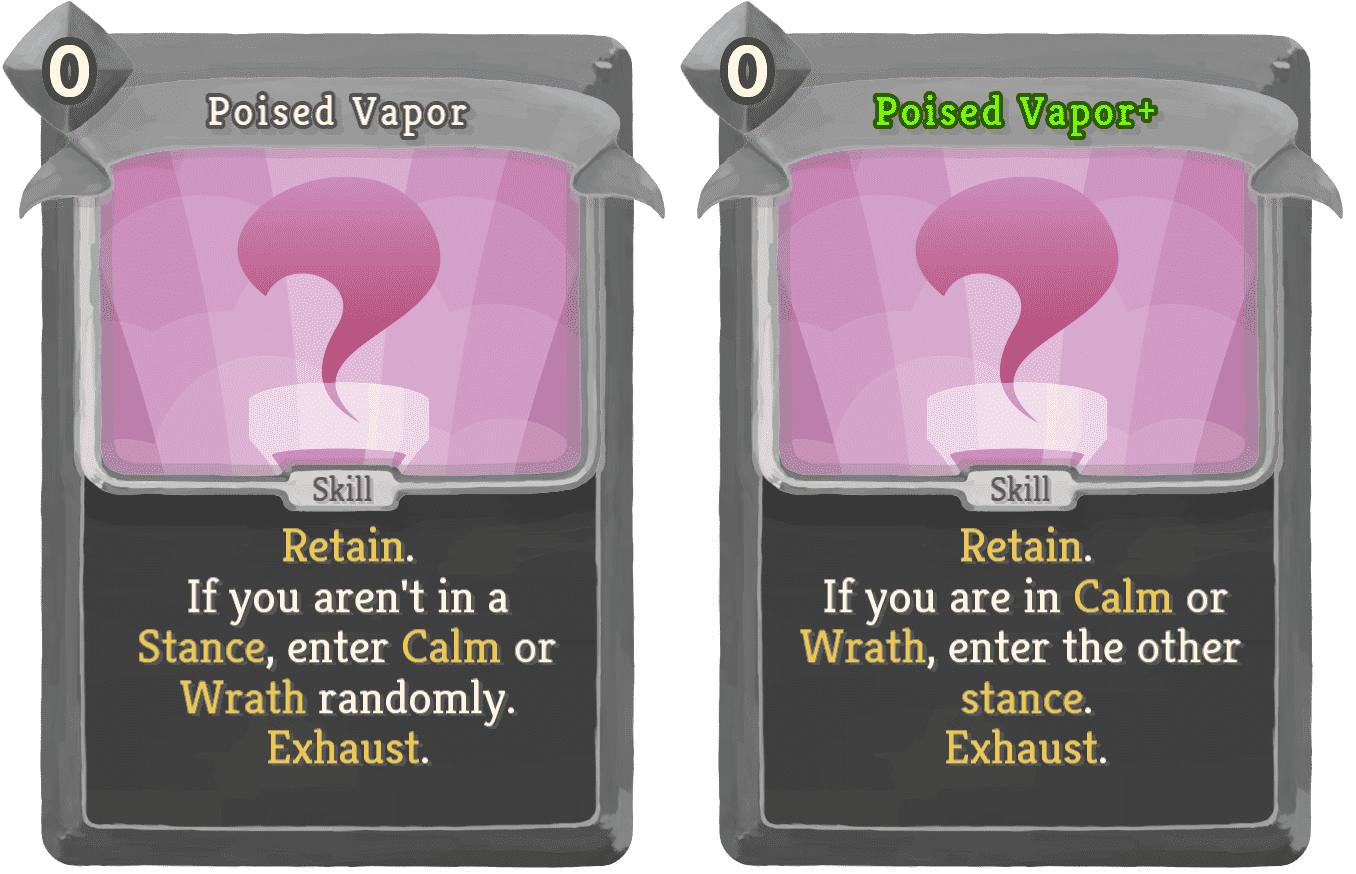 0
Poised Vapor
Skill
Retain.
If you aren't in a
Stance, enter Calm or
Wrath randomly.
Exhaust.
0
Poised Vapor+
Skill
Retain.
If you are in Calm or
Wrath, enter the other
stance.
Exhaust.